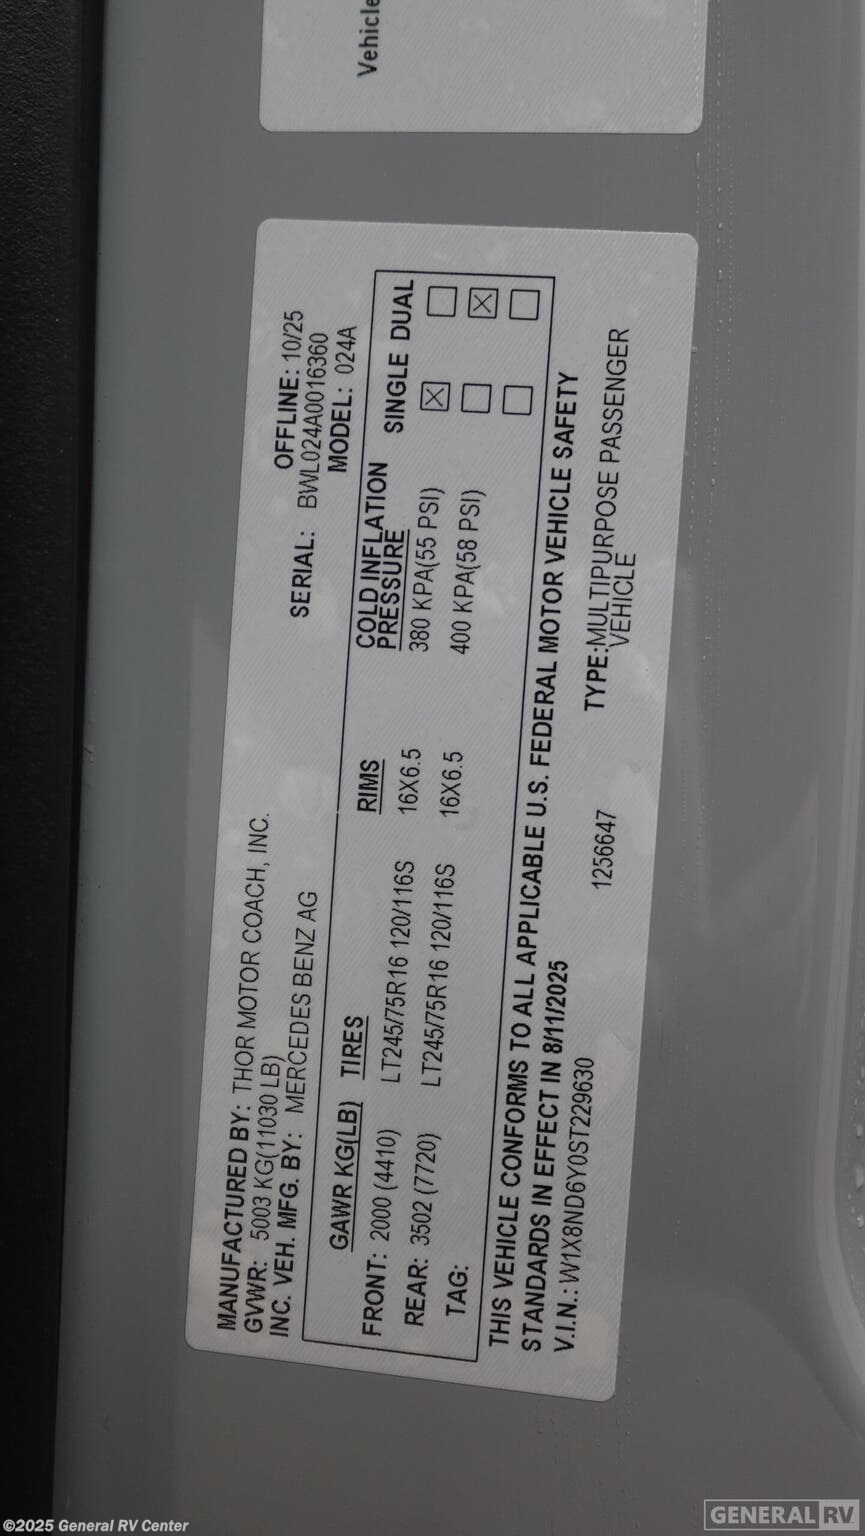 Vehicle
MANUFACTURED BY: THOR MOTOR COACH, INC.
OFFLINE: 10/25
GVWR: 5003 KG(11030 LB)
SERIAL: BWL024A0016360
INC. VEH. MFG. BY: MERCEDES BENZ AG
MODEL: 024A
GAWR KG(LB) TIRES RIMS COLD INFLATION PRESSURE SINGLE DUAL
FRONT: 2000 (4410) LT245/75R16 120/116S 16X6.5 380 KPA(55 PSI) ☒ ☐
REAR: 3502 (7720) LT245/75R16 120/116S 16X6.5 400 KPA(58 PSI) ☐ ☒
TAG: ☐ ☐
THIS VEHICLE CONFORMS TO ALL APPLICABLE U.S. FEDERAL MOTOR VEHICLE SAFETY
STANDARDS IN EFFECT IN 8/11/2025
V.I.N.: W1X8ND6Y0ST229630 1256647 TYPE:MULTIPURPOSE PASSENGER
VEHICLE
©2025 General RV Center
GENERAL RV